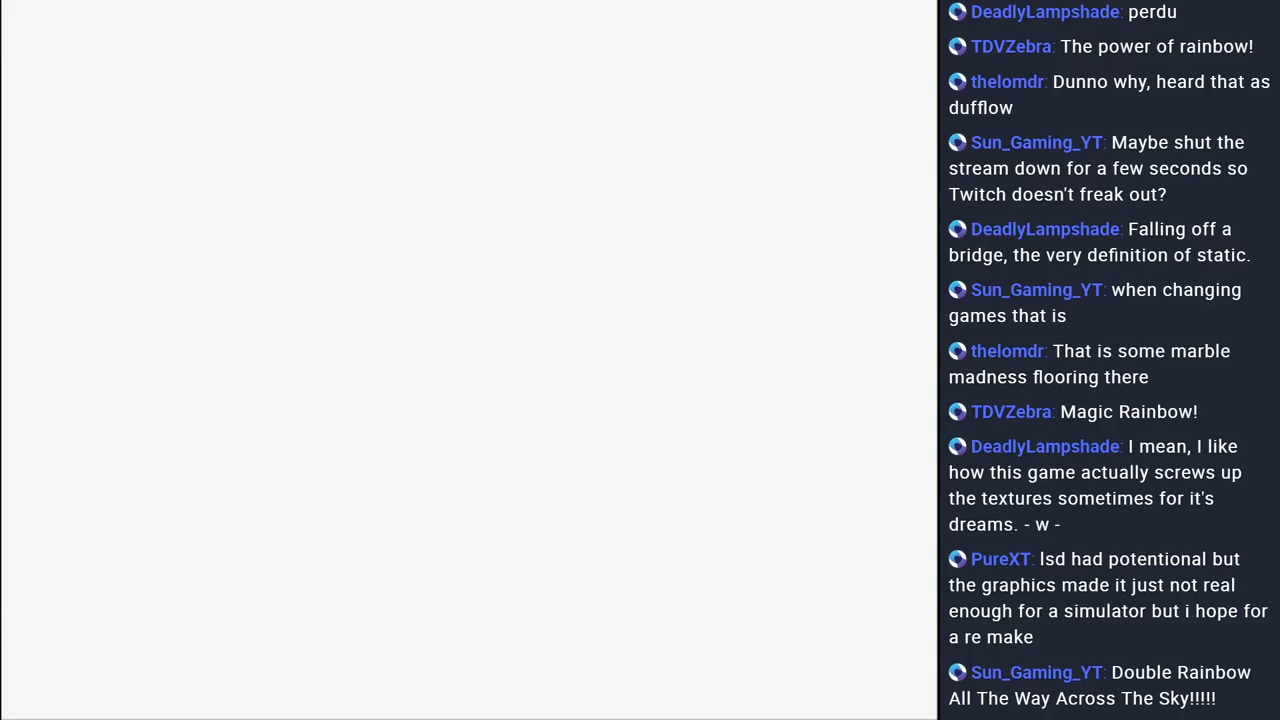 DeadlyLampshade: perdu
TDVZebra: The power of rainbow!
thelomdr: Dunno why, heard that as
dufflow
Sun_Gaming_YT: Maybe shut the
stream down for a few seconds so
Twitch doesn't freak out?
DeadlyLampshade: Falling off a
bridge, the very definition of static.
Sun_Gaming_YT: when changing
games that is
thelomdr: That is some marble
madness flooring there
TDVZebra: Magic Rainbow!
DeadlyLampshade: I mean, I like
how this game actually screws up
the textures sometimes for it's
dreams. - w -
PureXT: lsd had potentional but
the graphics made it just not real
enough for a simulator but i hope for
a re make
Sun_Gaming_YT: Double Rainbow
All The Way Across The Sky!!!!!